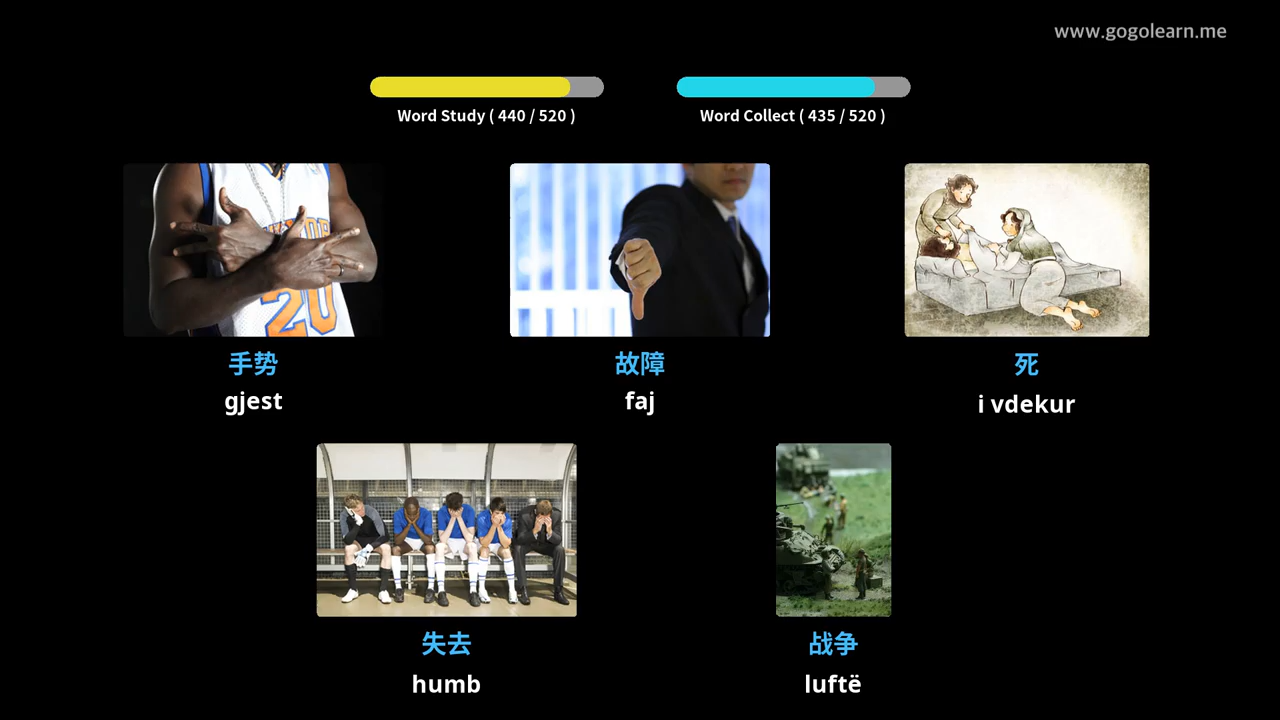 www.gogolearn.me
Word Study ( 440 / 520 )
Word Collect ( 435 / 520 )
20
手势
gjest
故障
faj
死
i vdekur
失去
humb
战争
luftë